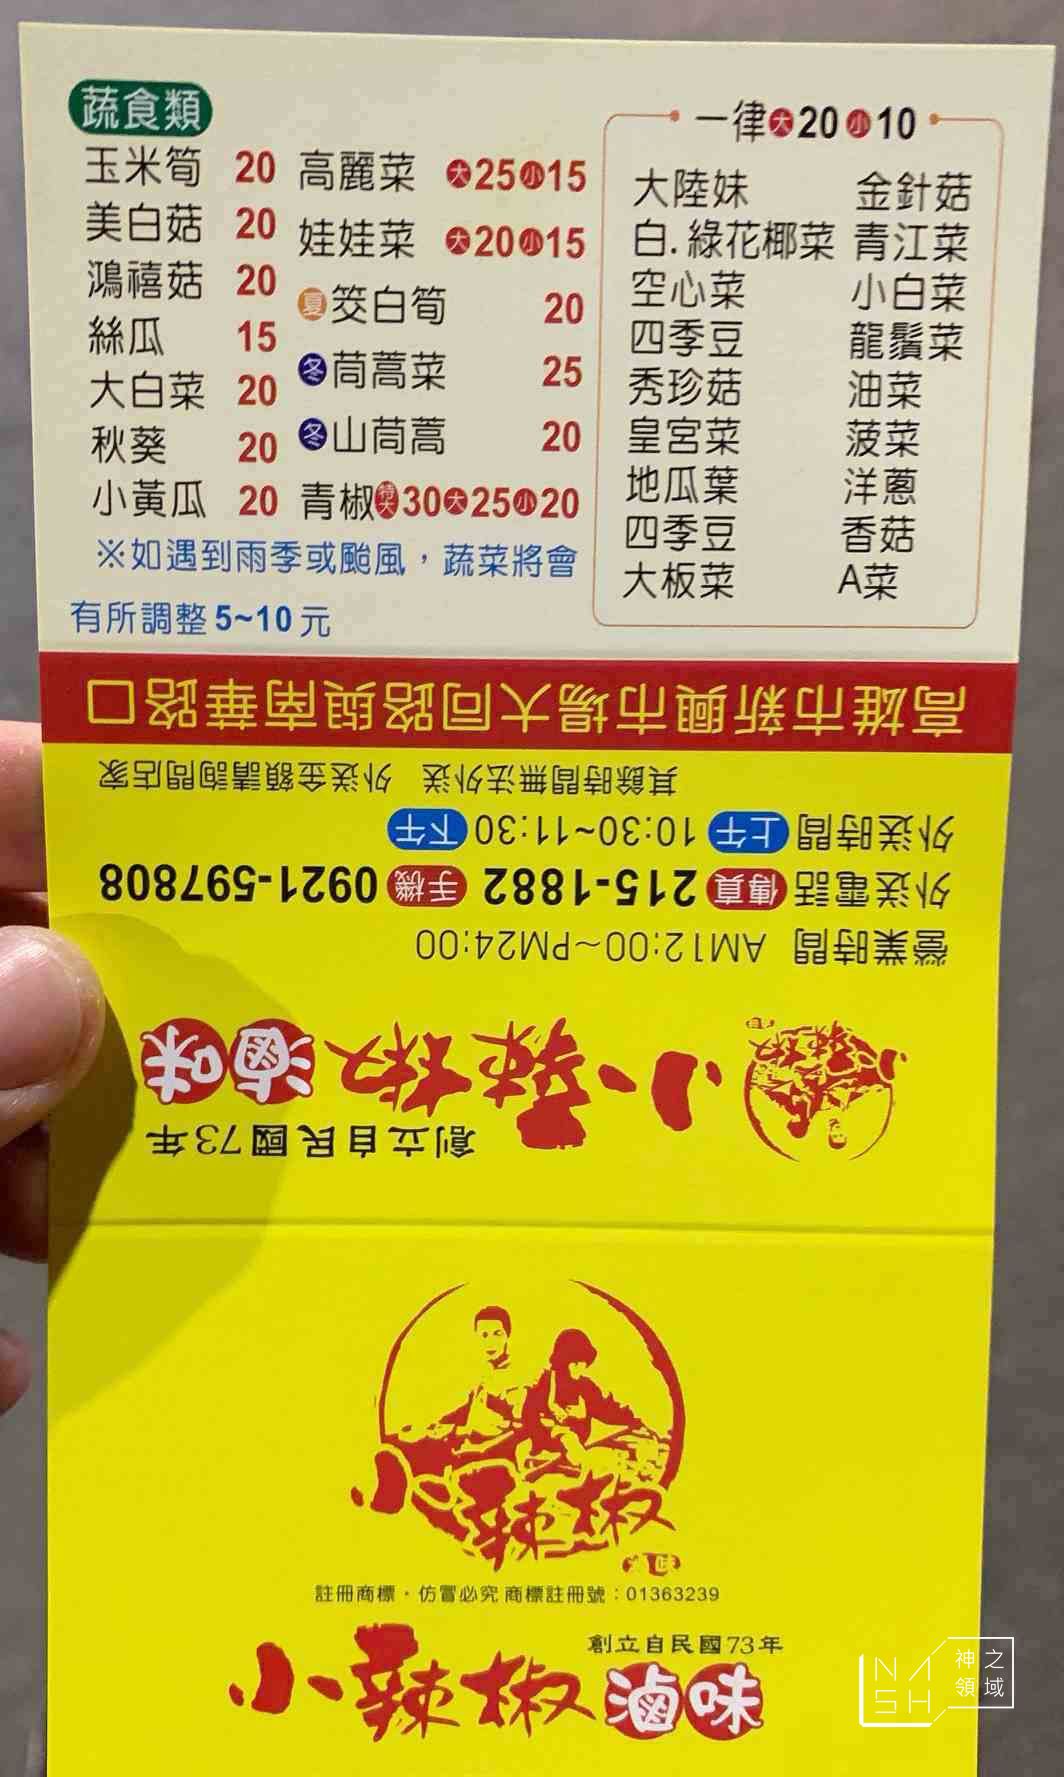 蔬食類
玉米筍 20
美白菇 20
鴻禧菇 20
絲瓜 15
大白菜 20
秋葵 20
小黃瓜 20
高麗菜 大25小15
娃娃菜 大20小15
夏筊白筍 20
冬茼蒿菜 25
冬山茼蒿 20
青椒特大30大25小20
※如遇到雨季或颱風，蔬菜將會
有所調整5~10元
一律大20小10
大陸妹 金針菇
白.綠花椰菜 青江菜
空心菜 小白菜
四季豆 龍鬚菜
秀珍菇 油菜
皇宮菜 菠菜
地瓜葉 洋蔥
四季豆 香菇
大板菜 A菜
創立自民國73年
小辣椒滷味
小辣椒
滷味
營業時間 AM12:00~PM24:00
外送電話 傳真 215-1882 手機 0921-597808
外送時間 上午 10:30~11:30 下午
其餘時間無法外送 外送金額請詢問店家
高雄市新興市場大同路與南華路口
小辣椒
滷味
註冊商標・仿冒必究 商標註冊號：01363239
創立自民國73年
小辣椒滷味
NASH
神之
領域